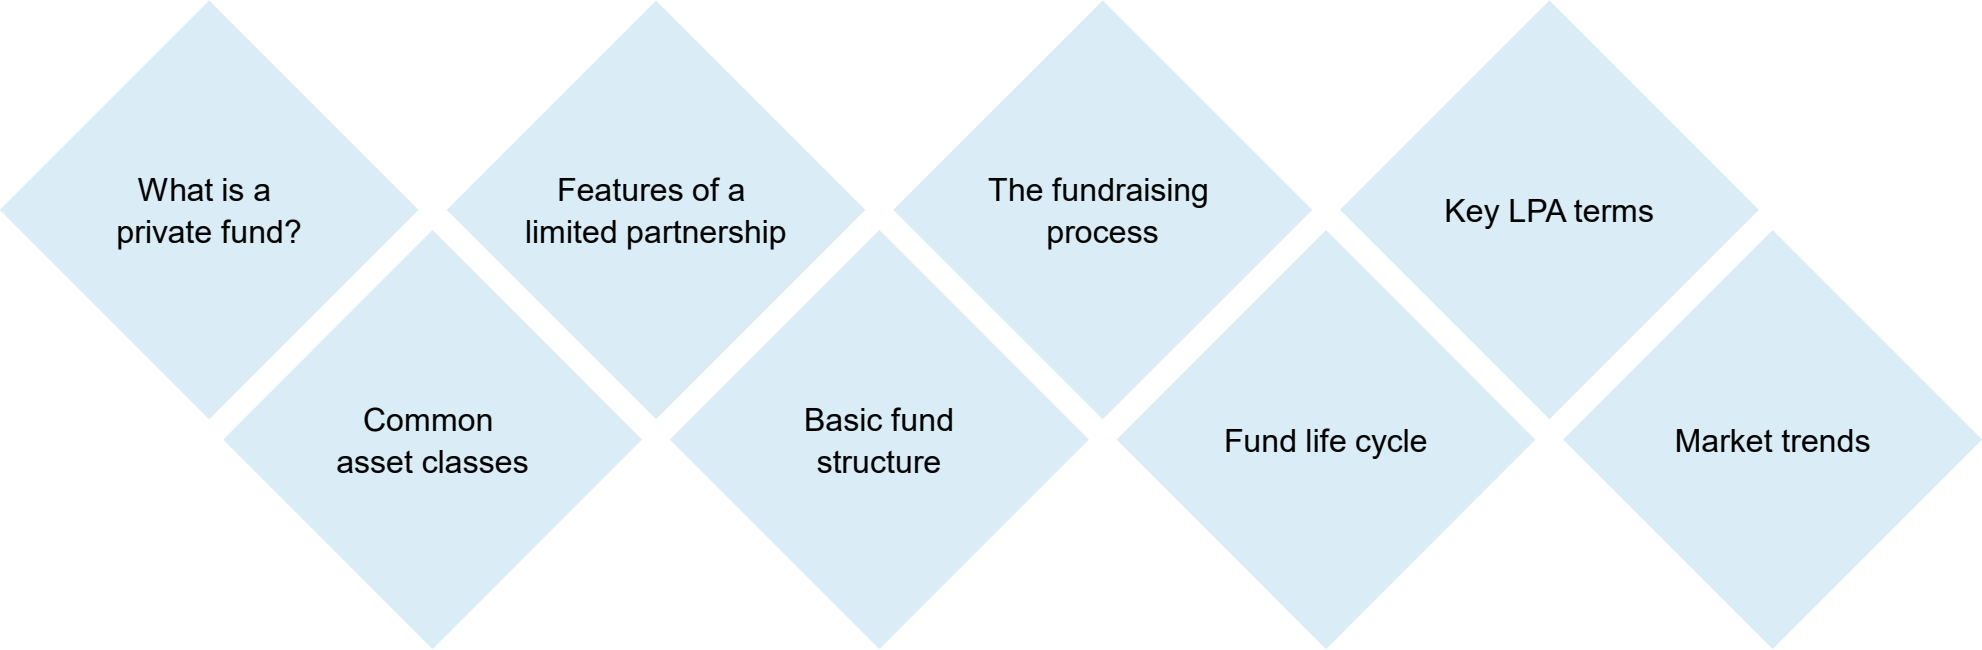 What is a
private fund?
Common
asset classes
Features of a
limited partnership
Basic fund
structure
The fundraising
process
Fund life cycle
Key LPA terms
Market trends